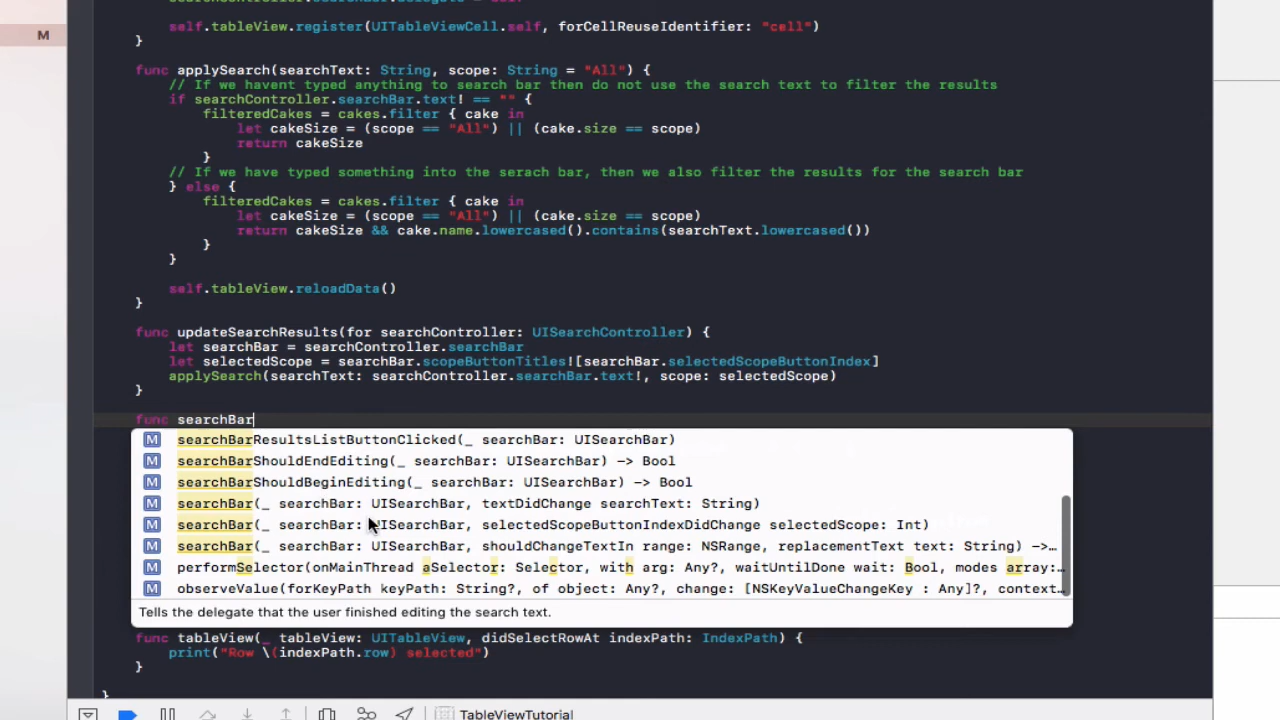 self.tableView.register(UITableViewCell.self, forCellReuseIdentifier: "cell")
M
}
func applySearch(searchText: String, scope: String = "All") {
// If we havent typed anything to search bar then do not use the search text to filter the results
if searchController.searchBar.text! == "" {
filteredCakes = cakes.filter { cake in
let cakeSize = (scope == "All") || (cake.size == scope)
return cakeSize
}
// If we have typed something into the serach bar, then we also filter the results for the search bar
} else {
filteredCakes = cakes.filter { cake in
let cakeSize = (scope == "All") || (cake.size == scope)
return cakeSize && cake.name.lowercased().contains(searchText.lowercased())
}
}
self.tableView.reloadData()
}
func updateSearchResults(for searchController: UISearchController) {
let searchBar = searchController.searchBar
let selectedScope = searchBar.scopeButtonTitles![searchBar.selectedScopeButtonIndex]
applySearch(searchText: searchController.searchBar.text!, scope: selectedScope)
}
func searchBar
M searchBarResultsListButtonClicked(_ searchBar: UISearchBar)
M searchBarShouldEndEditing(_ searchBar: UISearchBar) -> Bool
M searchBarShouldBeginEditing(_ searchBar: UISearchBar) -> Bool
M searchBar(_ searchBar: UISearchBar, textDidChange searchText: String)
M searchBar(_ searchBar: UISearchBar, selectedScopeButtonIndexDidChange selectedScope: Int)
M searchBar(_ searchBar: UISearchBar, shouldChangeTextIn range: NSRange, replacementText text: String) ->…
M performSelector(onMainThread aSelector: Selector, with arg: Any?, waitUntilDone wait: Bool, modes array:…
M observeValue(forKeyPath keyPath: String?, of object: Any?, change: [NSKeyValueChangeKey : Any]?, context…
Tells the delegate that the user finished editing the search text.
func tableView(_ tableView: UITableView, didSelectRowAt indexPath: IndexPath) {
print("Row \(indexPath.row) selected")
}
}
TableViewTutorial